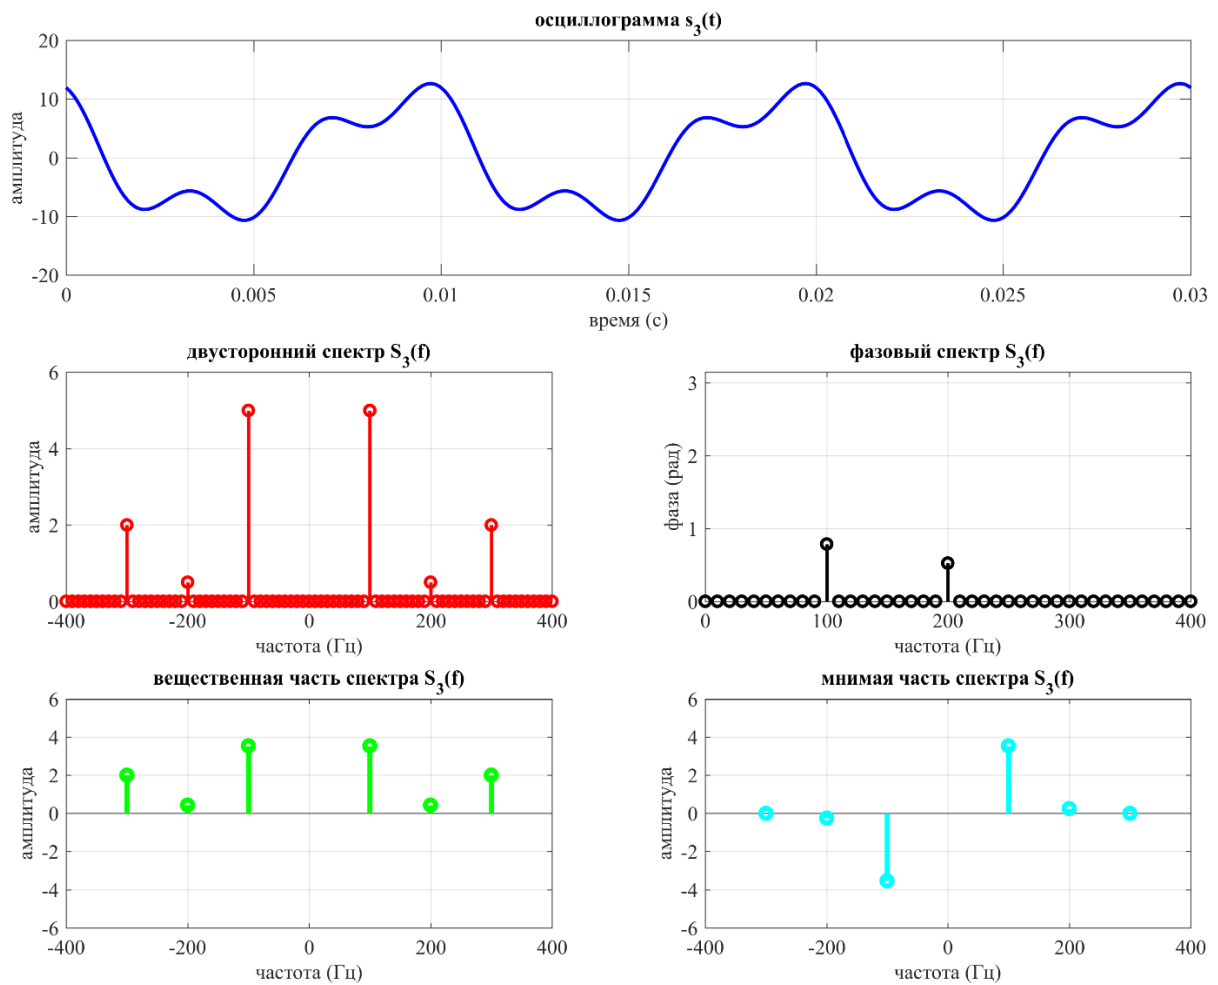 осциллограмма s₃(t)
20
10
0
-10
-20
амплитуда
0 0.005 0.01 0.015 0.02 0.025 0.03
время (с)
двусторонний спектр S₃(f)
6
4
2
0
амплитуда
-400 -200 0 200 400
частота (Гц)
фазовый спектр S₃(f)
3
2
1
0
фаза (рад)
0 100 200 300 400
частота (Гц)
вещественная часть спектра S₃(f)
6
4
2
0
-2
-4
-6
амплитуда
-400 -200 0 200 400
частота (Гц)
мнимая часть спектра S₃(f)
6
4
2
0
-2
-4
-6
амплитуда
-400 -200 0 200 400
частота (Гц)